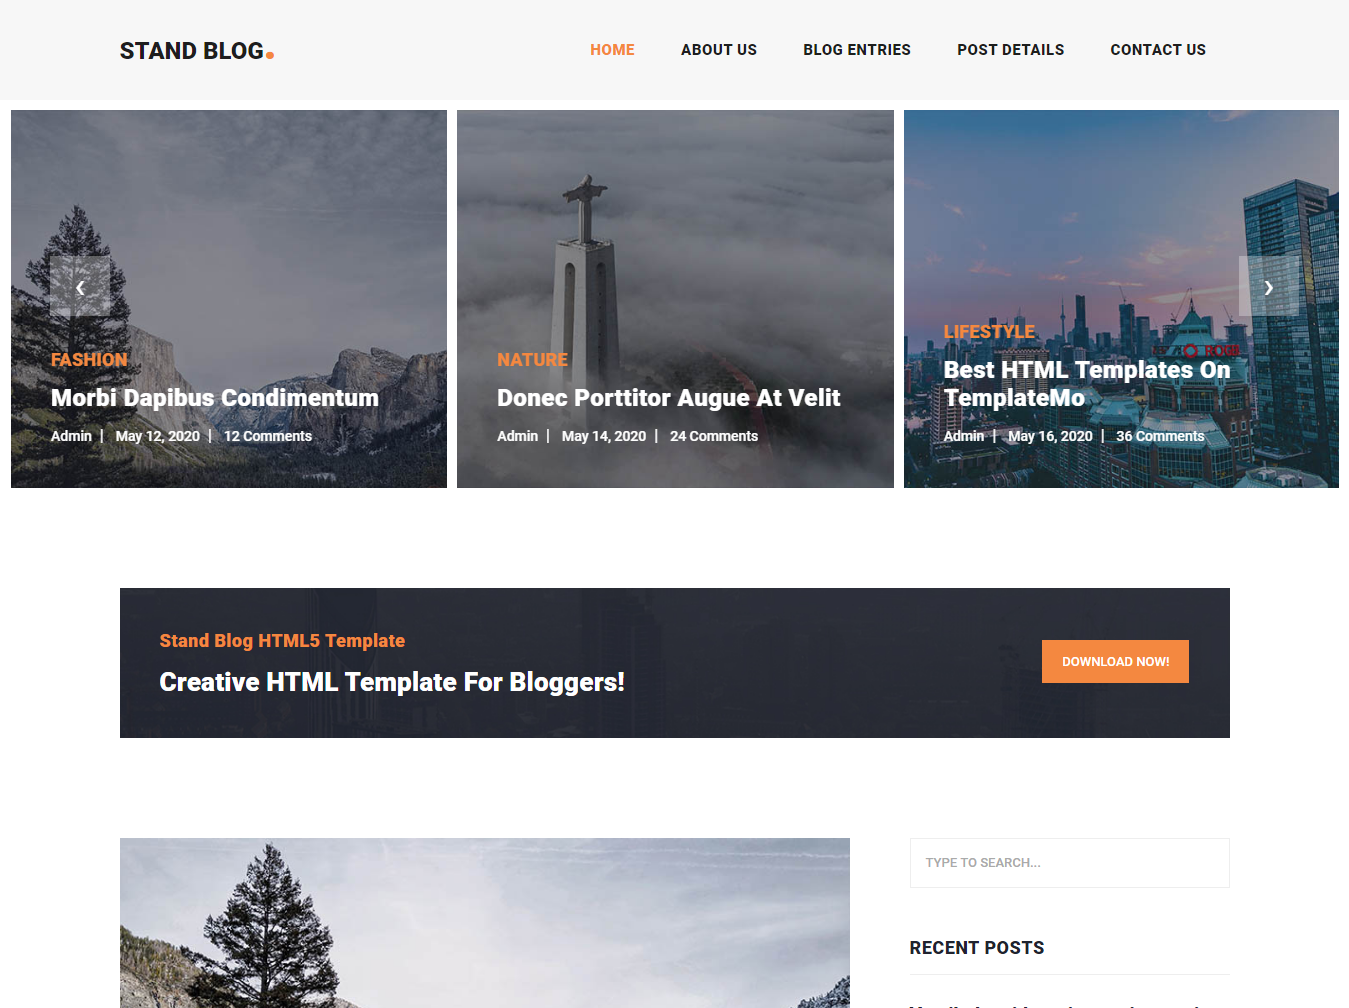 STAND BLOG.
HOME
ABOUT US
BLOG ENTRIES
POST DETAILS
CONTACT US
‹
›
FASHION
Morbi Dapibus Condimentum
Admin | May 12, 2020 | 12 Comments
NATURE
Donec Porttitor Augue At Velit
Admin | May 14, 2020 | 24 Comments
LIFESTYLE
Best HTML Templates On
TemplateMo
Admin | May 16, 2020 | 36 Comments
Stand Blog HTML5 Template
Creative HTML Template For Bloggers!
DOWNLOAD NOW!
TYPE TO SEARCH...
RECENT POSTS